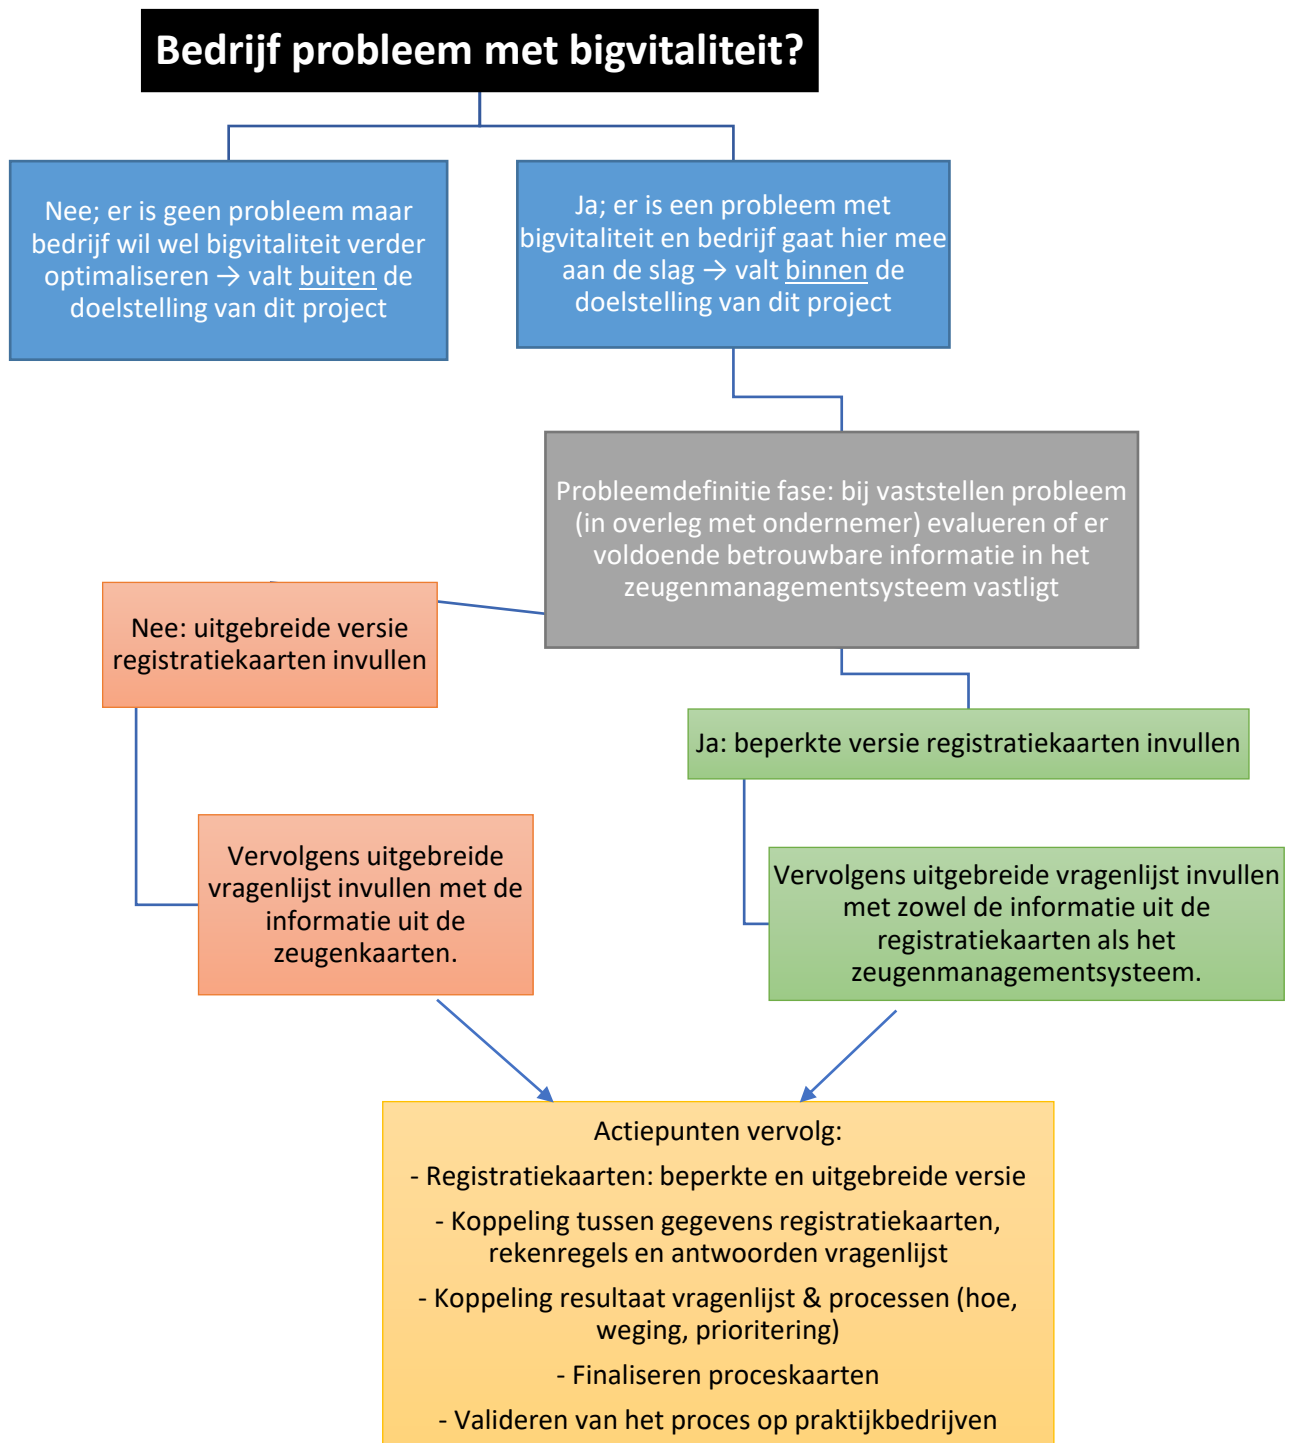 Bedrijf probleem met bigvitaliteit?
Nee; er is geen probleem maar
bedrijf wil wel bigvitaliteit verder
optimaliseren → valt buiten de
doelstelling van dit project
Ja; er is een probleem met
bigvitaliteit en bedrijf gaat hier mee
aan de slag → valt binnen de
doelstelling van dit project
Probleemdefinitie fase: bij vaststellen probleem
(in overleg met ondernemer) evalueren of er
voldoende betrouwbare informatie in het
zeugenmanagementsysteem vastligt
Nee: uitgebreide versie
registratiekaarten invullen
Ja: beperkte versie registratiekaarten invullen
Vervolgens uitgebreide
vragenlijst invullen met de
informatie uit de
zeugenkaarten.
Vervolgens uitgebreide vragenlijst invullen
met zowel de informatie uit de
registratiekaarten als het
zeugenmanagementsysteem.
Actiepunten vervolg:
- Registratiekaarten: beperkte en uitgebreide versie
- Koppeling tussen gegevens registratiekaarten,
rekenregels en antwoorden vragenlijst
- Koppeling resultaat vragenlijst & processen (hoe,
weging, prioritering)
- Finaliseren proceskaarten
- Valideren van het proces op praktijkbedrijven